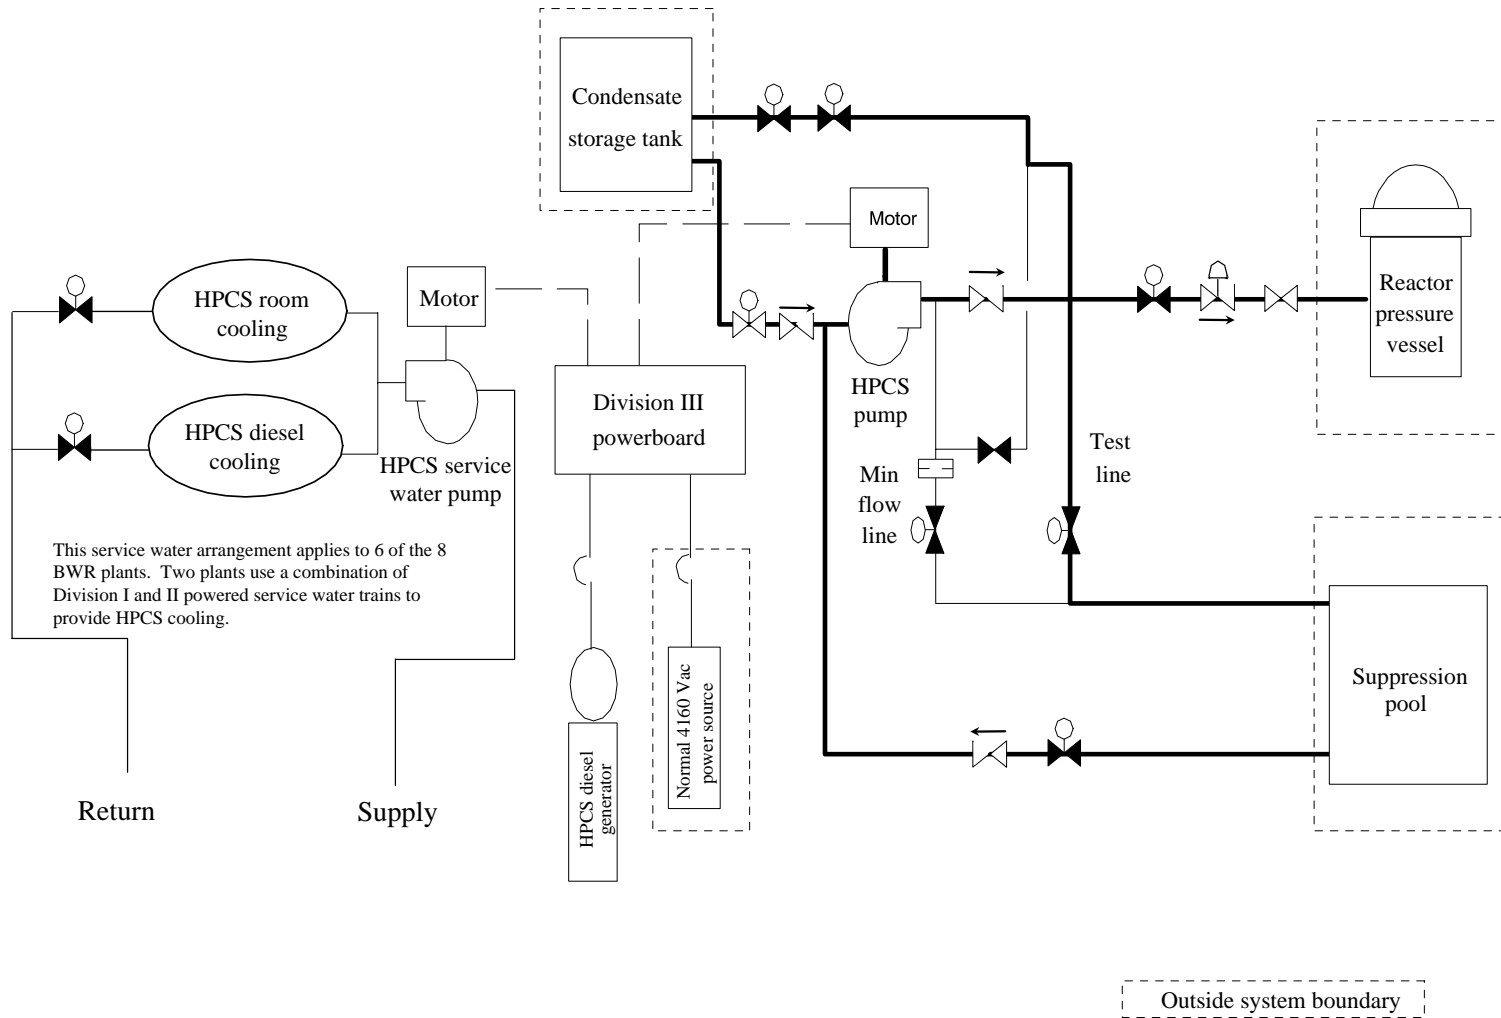 Condensate
storage tank
Motor
Reactor
pressure
vessel
HPCS room
cooling
Motor
HPCS diesel
cooling
HPCS service
water pump
Division III
powerboard
HPCS
pump
Min
flow
line
Test
line
This service water arrangement applies to 6 of the 8
BWR plants.  Two plants use a combination of
Division I and II powered service water trains to
provide HPCS cooling.
Suppression
pool
HPCS diesel
generator
Normal 4160 Vac
power source
Return
Supply
Outside system boundary